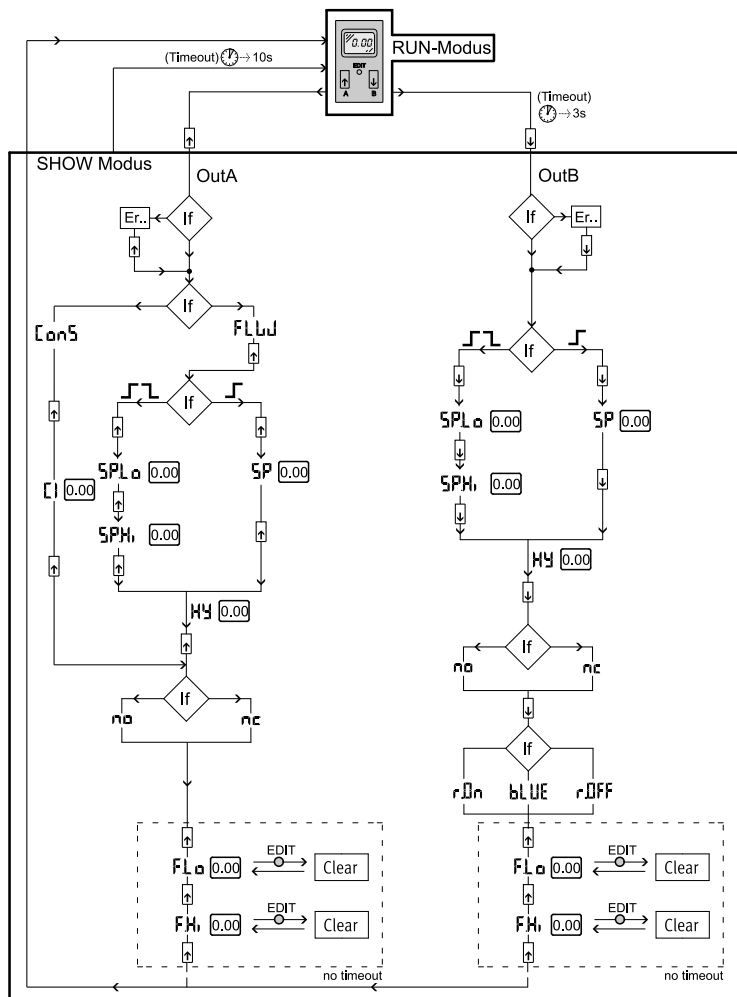 0.00
RUN-Modus
EDIT
A B
(Timeout) → 10s
(Timeout)
→ 3s
SHOW Modus
OutA
If
Er..
If
ConS
FLW
If
SPLo 0.00
SP 0.00
CI 0.00
SPHi 0.00
HY 0.00
If
no
nc
FLo 0.00
EDIT
Clear
FHi 0.00
EDIT
Clear
no timeout
OutB
If
Er..
If
SPLo 0.00
SP 0.00
SPHi 0.00
HY 0.00
If
no
nc
If
r.On
bLUE
r.OFF
FLo 0.00
EDIT
Clear
FHi 0.00
EDIT
Clear
no timeout